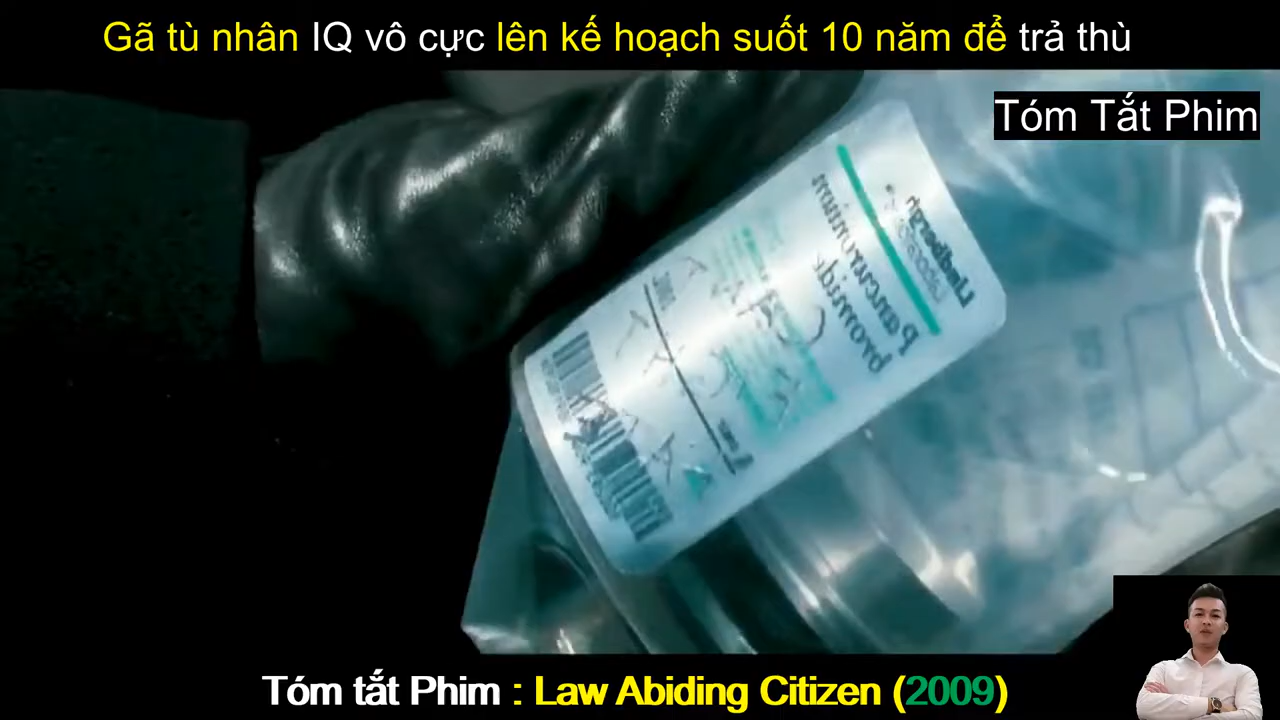 Gã tù nhân IQ vô cực lên kế hoạch suốt 10 năm để trả thù
Tóm Tắt Phim
Lindbergh
Pancuronium
bromide
Tóm tắt Phim : Law Abiding Citizen (2009)